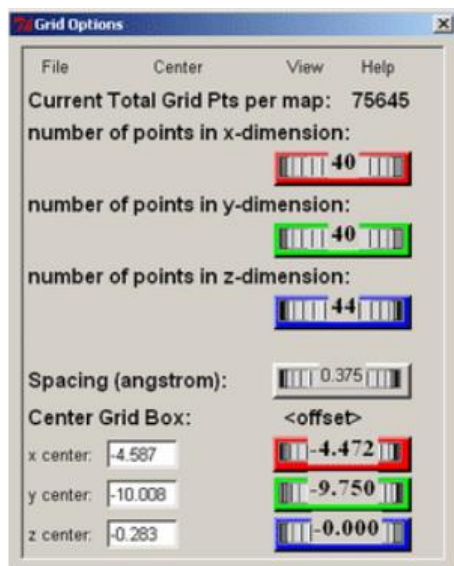 Grid Options
File Center View Help
Current Total Grid Pts per map: 75645
number of points in x-dimension:
40
number of points in y-dimension:
40
number of points in z-dimension:
44
Spacing (angstrom): 0.375
Center Grid Box: <offset>
x center: -4.587 -4.472
y center: -10.008 -9.750
z center: -0.283 -0.000